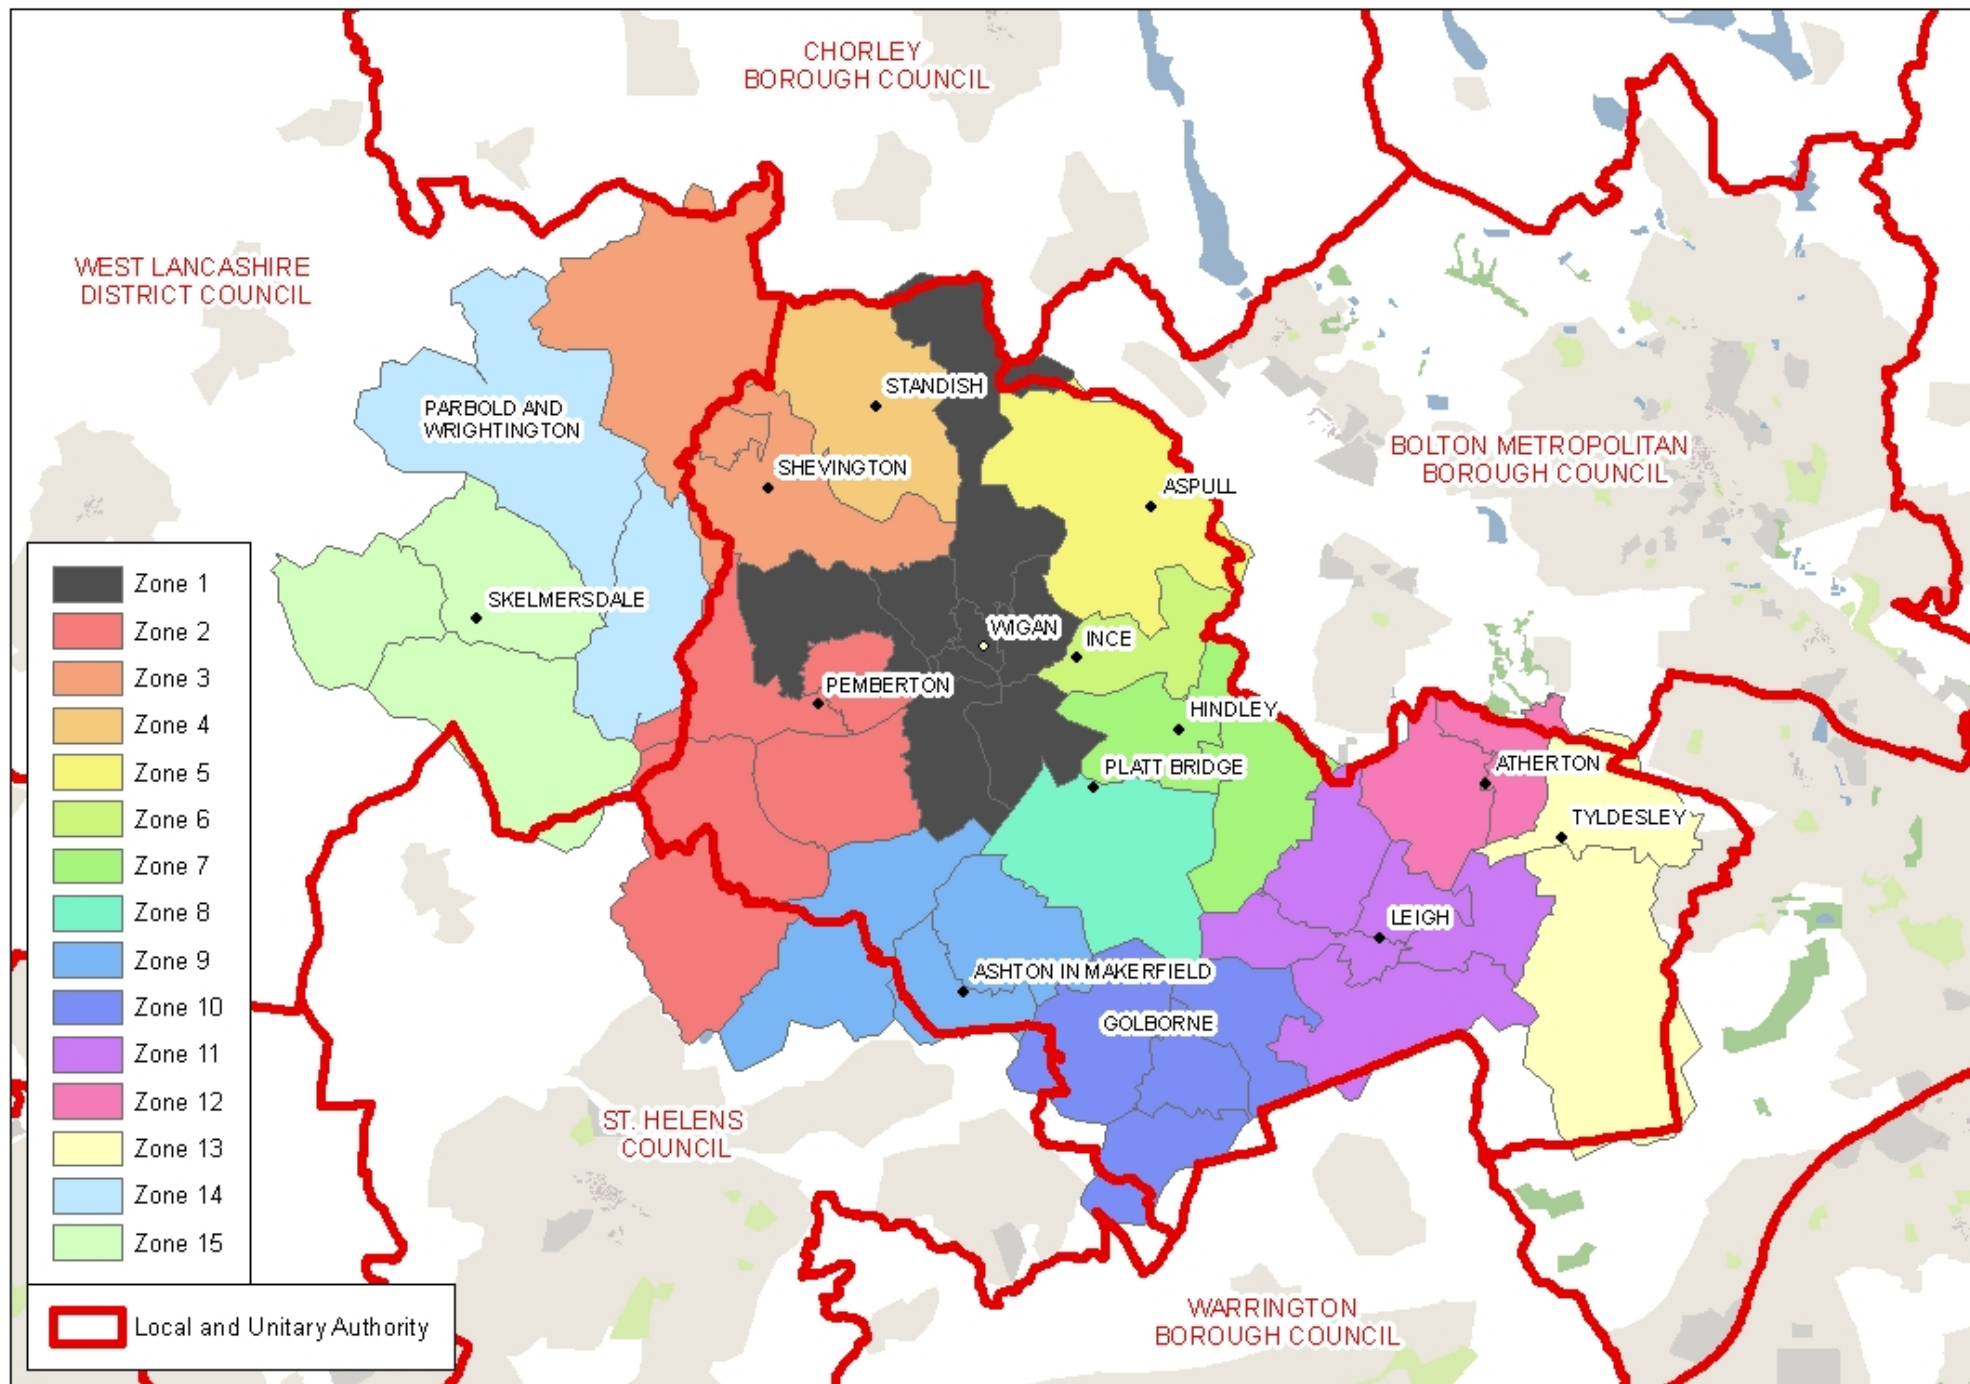 CHORLEY
BOROUGH COUNCIL
WEST LANCASHIRE
DISTRICT COUNCIL
STANDISH
PARBOLD AND
WRIGHTINGTON
SHEVINGTON
BOLTON METROPOLITAN
BOROUGH COUNCIL
ASPULL
SKELMERSDALE
WIGAN
INCE
PEMBERTON
HINDLEY
PLATT BRIDGE
ATHERTON
TYLDESLEY
LEIGH
ASHTON IN MAKERFIELD
GOLBORNE
ST. HELENS
COUNCIL
WARRINGTON
BOROUGH COUNCIL
Zone 1
Zone 2
Zone 3
Zone 4
Zone 5
Zone 6
Zone 7
Zone 8
Zone 9
Zone 10
Zone 11
Zone 12
Zone 13
Zone 14
Zone 15
Local and Unitary Authority